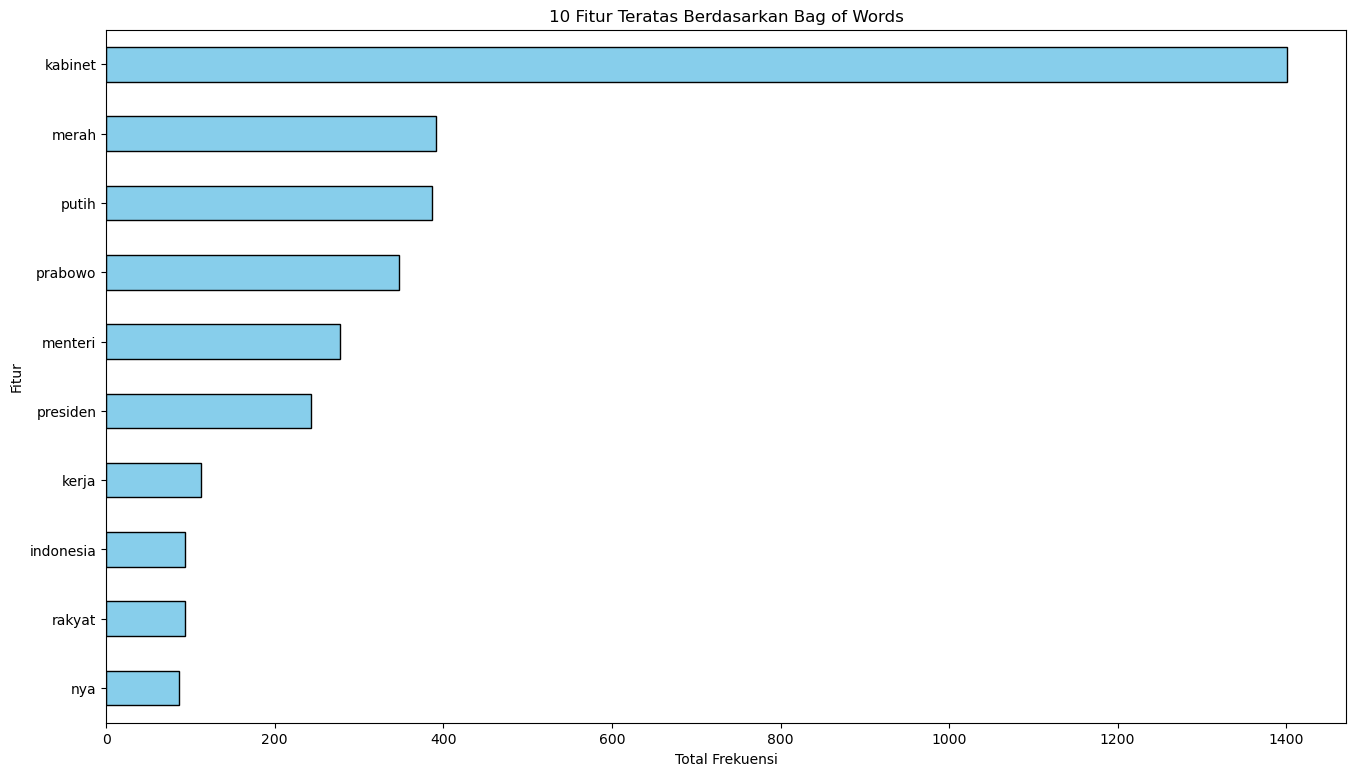 10 Fitur Teratas Berdasarkan Bag of Words
kabinet
merah
putih
prabowo
menteri
presiden
kerja
indonesia
rakyat
nya
Fitur
0 200 400 600 800 1000 1200 1400
Total Frekuensi